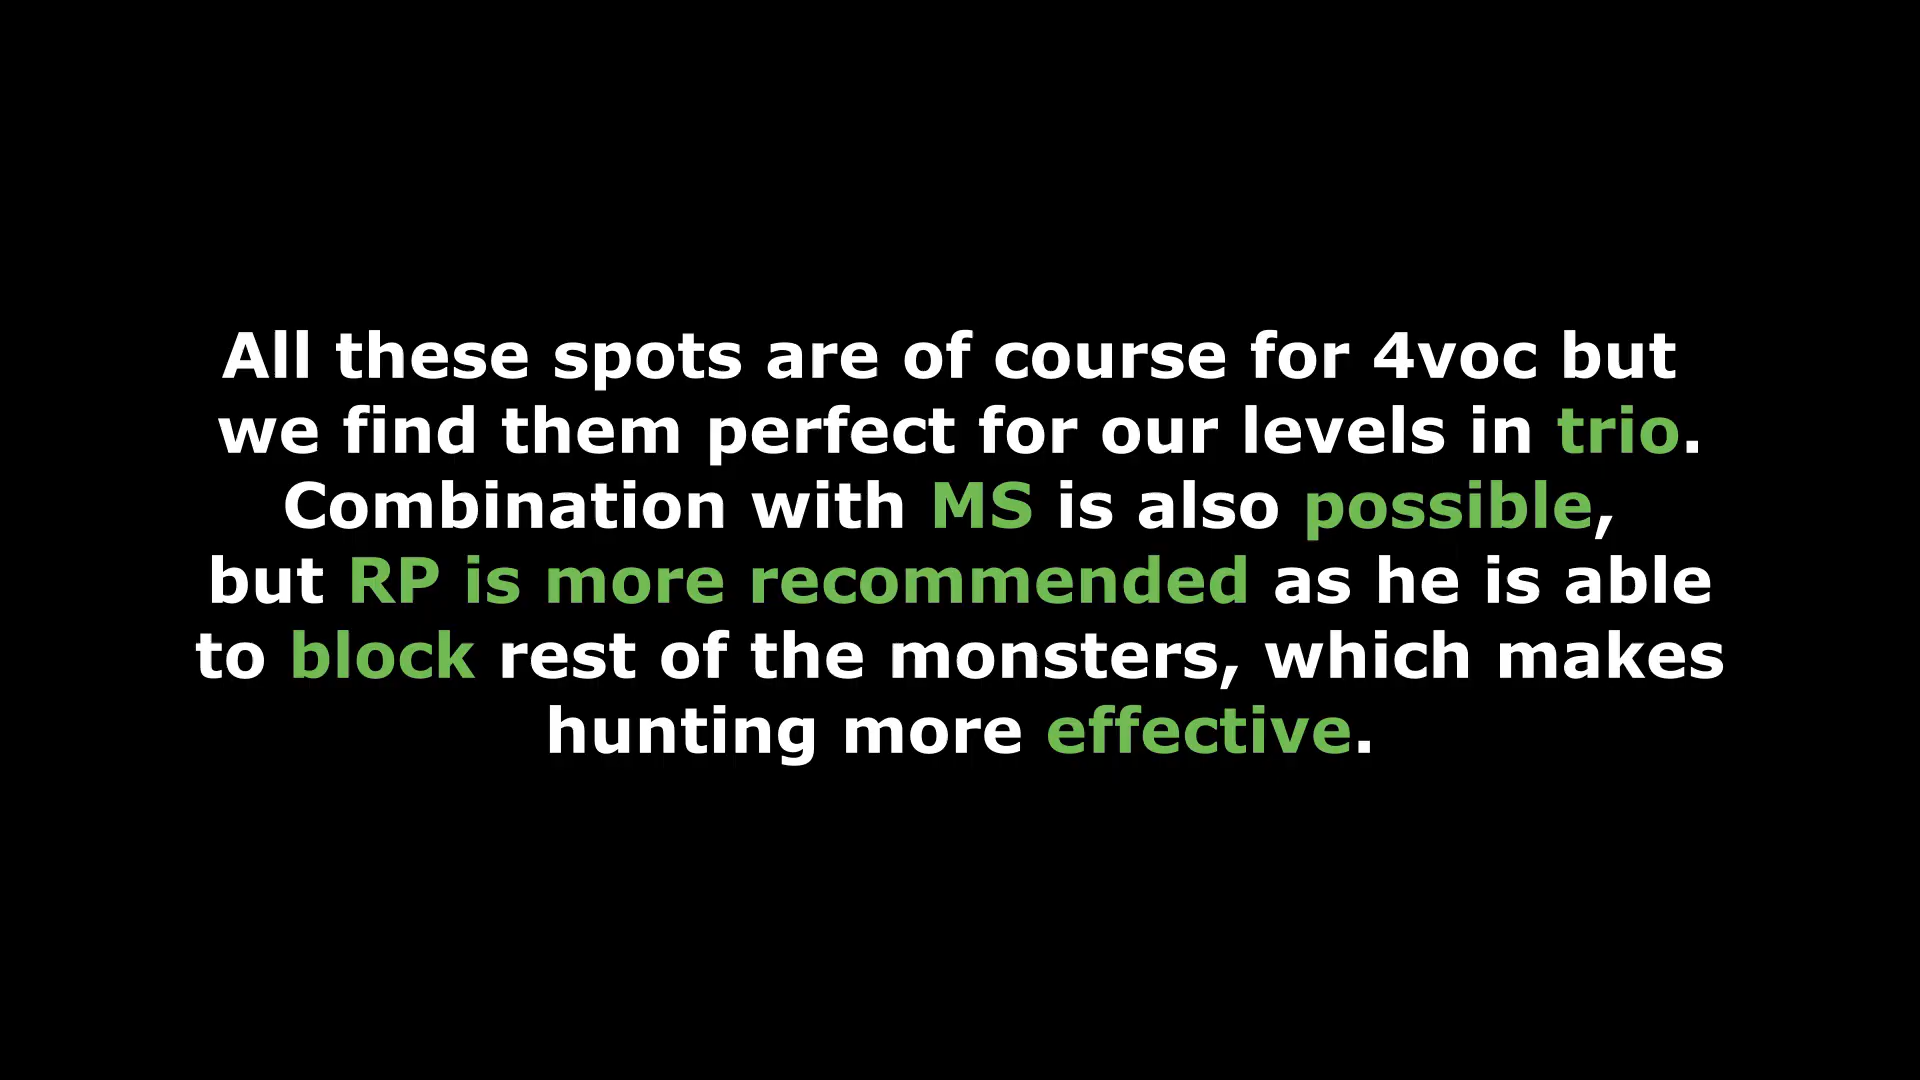 All these spots are of course for 4voc but
we find them perfect for our levels in trio.
Combination with MS is also possible,
but RP is more recommended as he is able
to block rest of the monsters, which makes
hunting more effective.